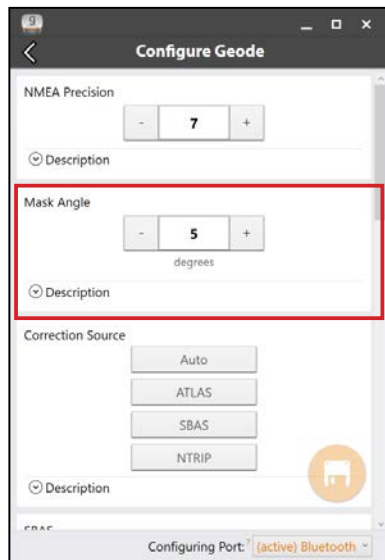 9
Configure Geode
NMEA Precision
- 7 +
Description
Mask Angle
- 5 +
degrees
Description
Correction Source
Auto
ATLAS
SBAS
NTRIP
Description
SBAS
Configuring Port: ? (active) Bluetooth